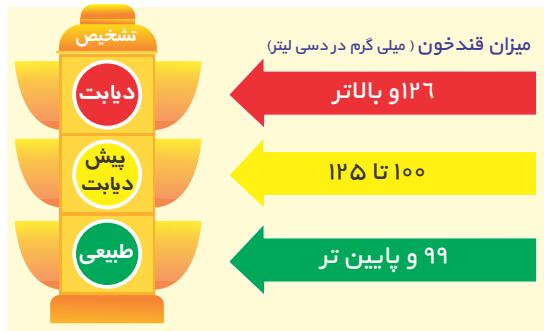 تشخیص
میزان قندخون ( میلی گرم در دسی لیتر)
دیابت
۱۲۶و بالاتر
پیش
دیابت
۱۰۰ تا ۱۲۵
طبیعی
۹۹ و پایین تر